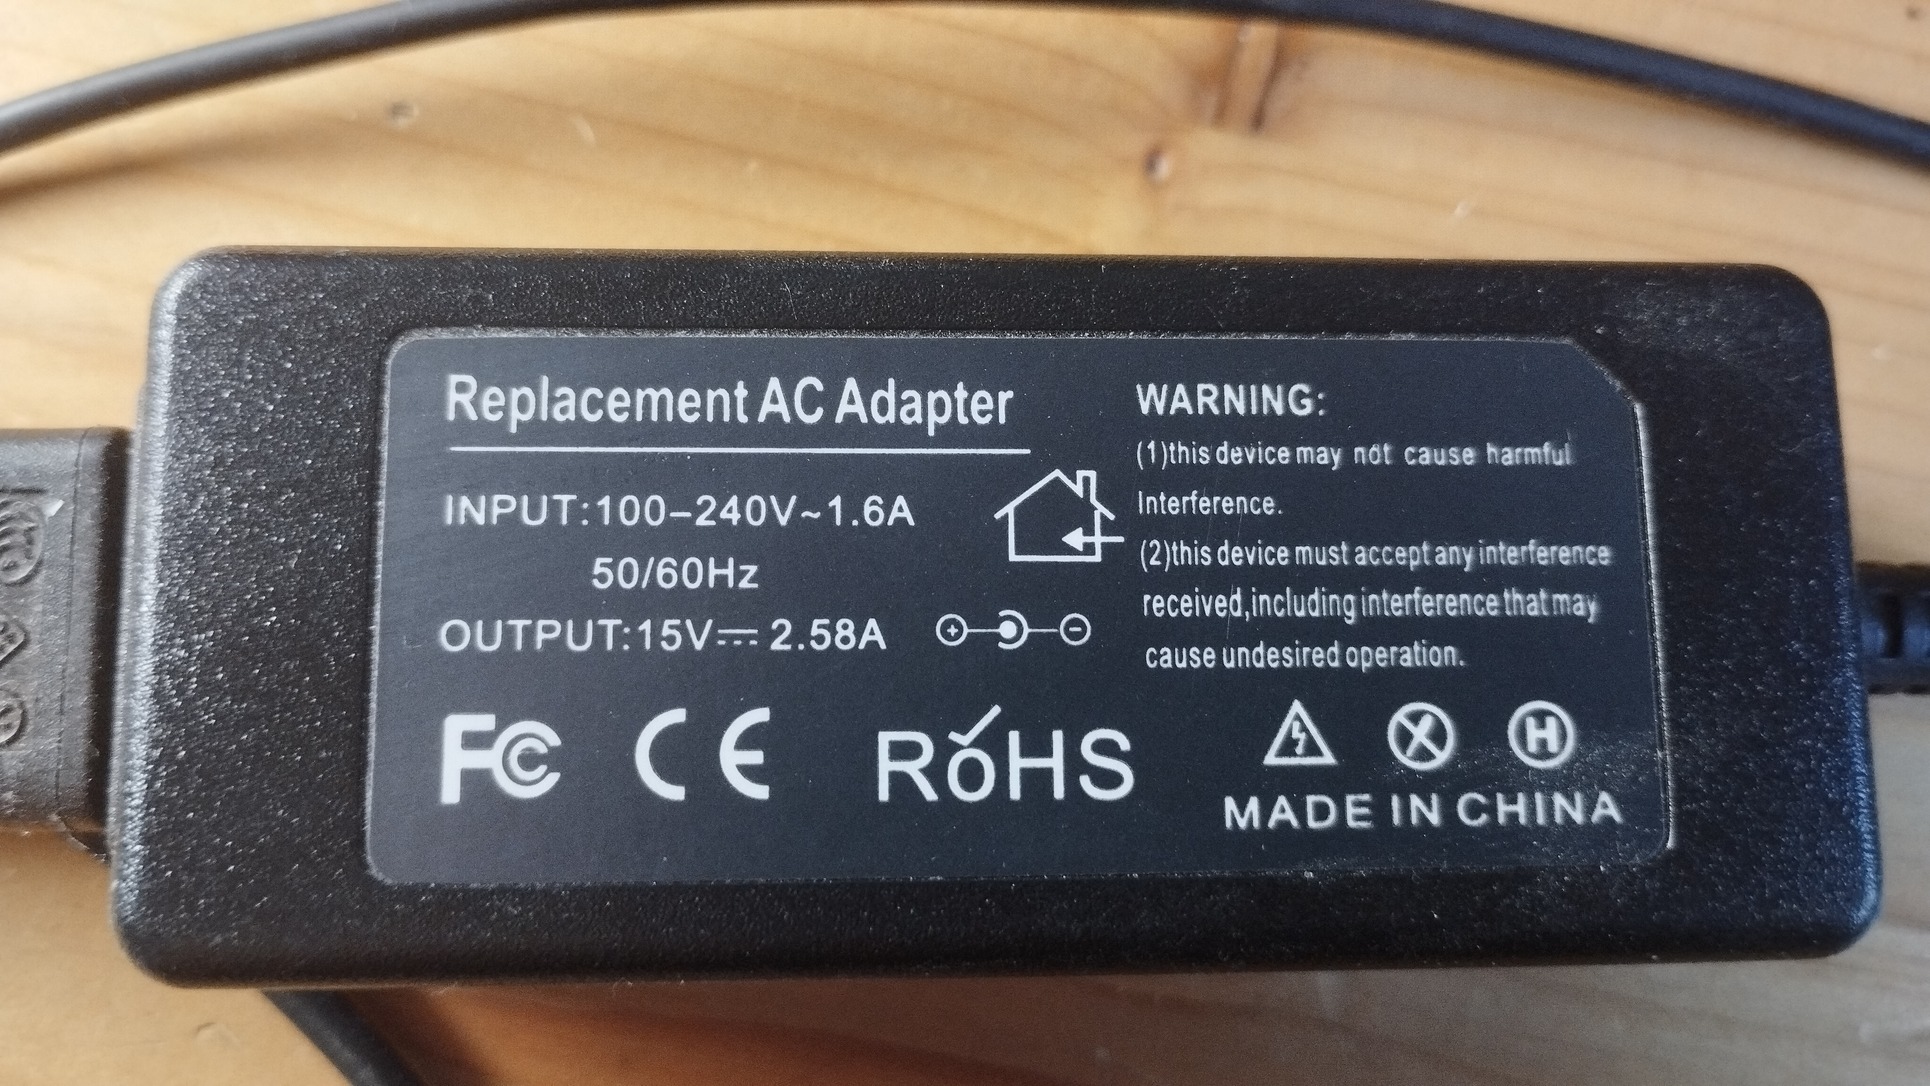 Replacement AC Adapter
INPUT:100-240V~1.6A
50/60Hz
OUTPUT:15V⎓2.58A
+ -
FC CE RoHS
WARNING:
(1)this device may not cause harmful
Interference.
(2)this device must accept any interference
received,including interference that may
cause undesired operation.
H
MADE IN CHINA